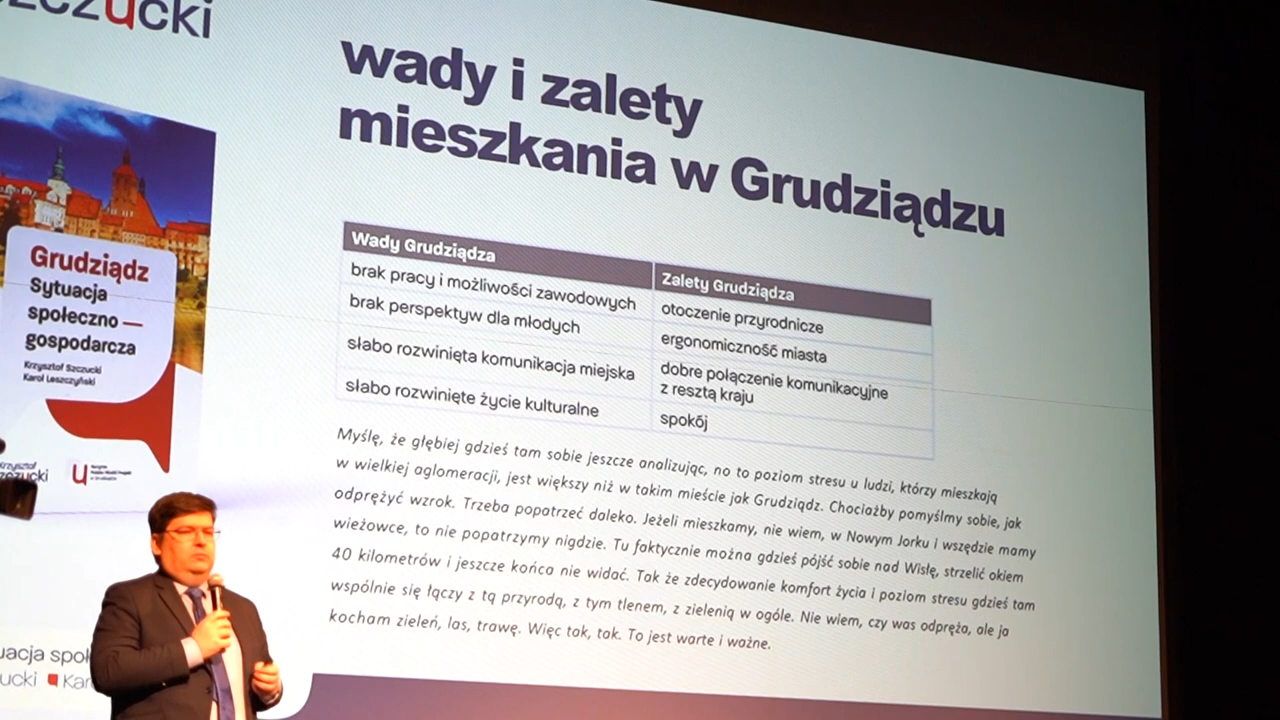 szczucki
wady i zalety
mieszkania w Grudziądzu
Grudziądz
Sytuacja
społeczno —
gospodarcza
Krzysztof Szczucki
Karol Leszczyński
Krzysztof
szczucki
Wady Grudziądza
Zalety Grudziądza
brak pracy i możliwości zawodowych
otoczenie przyrodnicze
brak perspektyw dla młodych
ergonomiczność miasta
słabo rozwinięta komunikacja miejska
dobre połączenie komunikacyjne
z resztą kraju
słabo rozwinięte życie kulturalne
spokój
Myślę, że głębiej gdzieś tam sobie jeszcze analizując, no to poziom stresu u ludzi, którzy mieszkają
w wielkiej aglomeracji, jest większy niż w takim mieście jak Grudziądz. Chociażby pomyślmy sobie, jak
odprężyć wzrok. Trzeba popatrzeć daleko. Jeżeli mieszkamy, nie wiem, w Nowym Jorku i wszędzie mamy
wieżowce, to nie popatrzymy nigdzie. Tu faktycznie można gdzieś pójść sobie nad Wisłę, strzelić okiem
40 kilometrów i jeszcze końca nie widać. Tak że zdecydowanie komfort życia i poziom stresu gdzieś tam
wspólnie się łączy z tą przyrodą, z tym tlenem, z zielenią w ogóle. Nie wiem, czy was odpręża, ale ja
kocham zieleń, las, trawę. Więc tak, tak. To jest warte i ważne.
uacja społ
ucki Kar